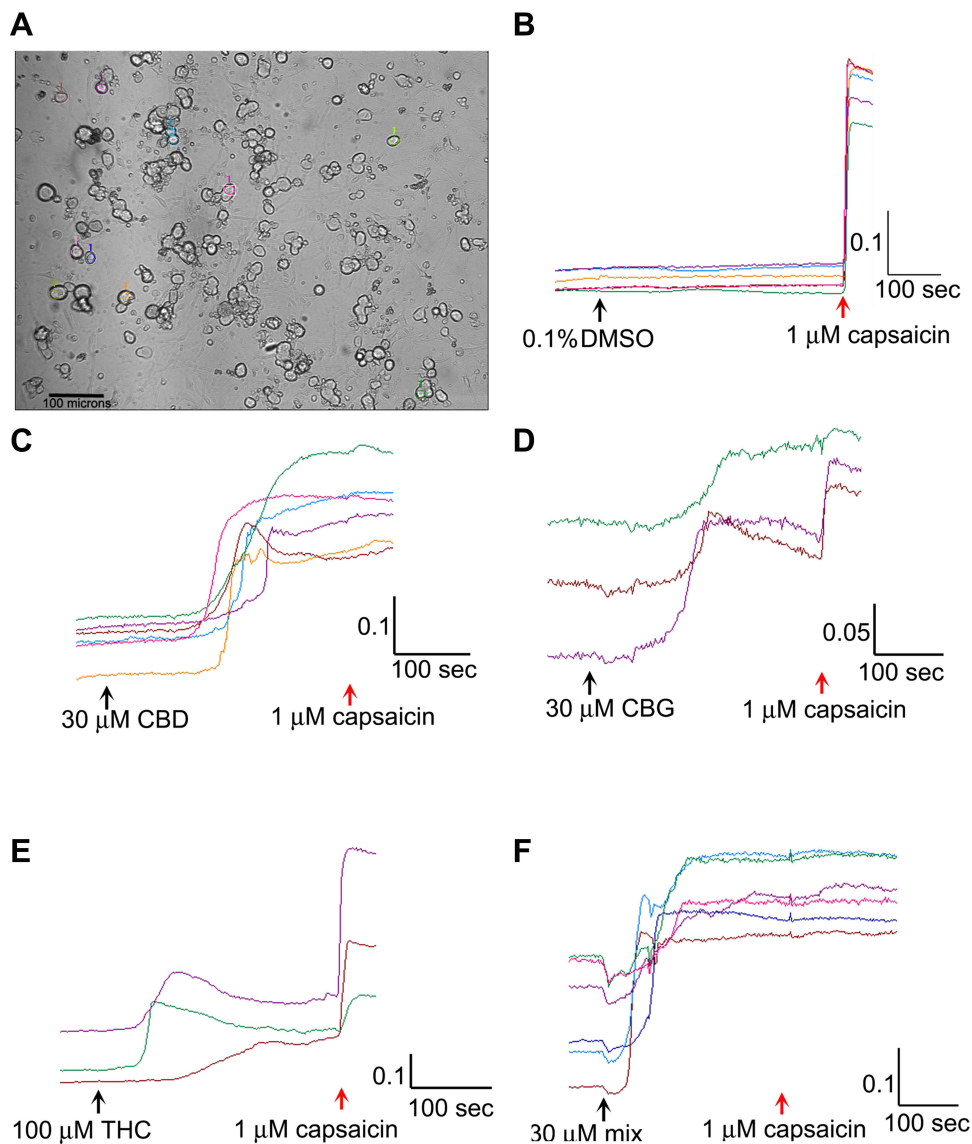 A
100 microns
B
0.1
100 sec
0.1%DMSO
1 μM capsaicin
C
0.1
100 sec
30 μM CBD
1 μM capsaicin
D
0.05
100 sec
30 μM CBG
1 μM capsaicin
E
0.1
100 sec
100 μM THC
1 μM capsaicin
F
0.1
100 sec
30 μM mix
1 μM capsaicin